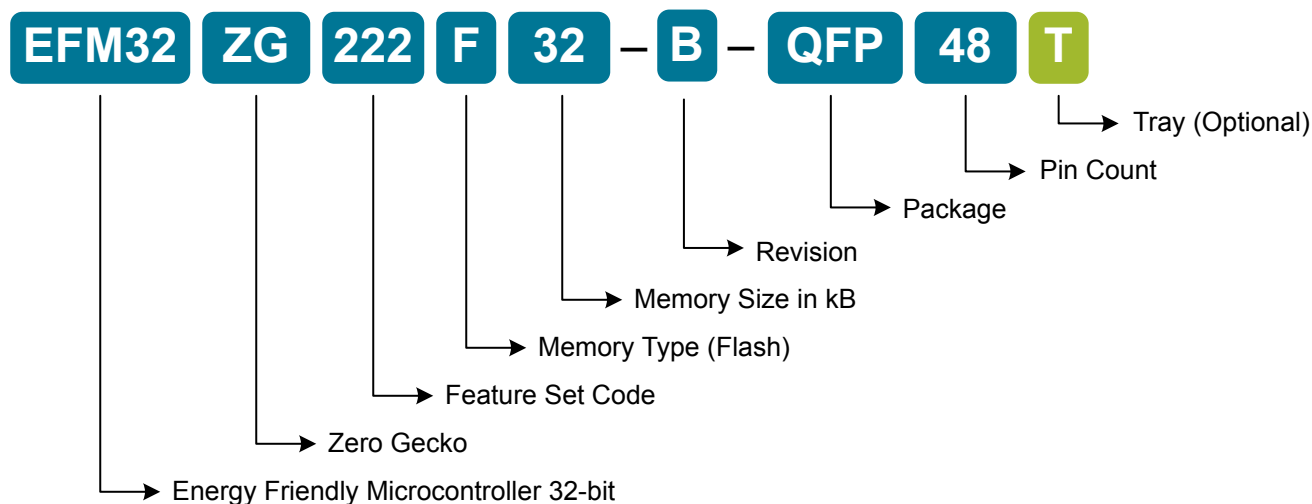 EFM32 ZG 222 F 32 – B – QFP 48 T
Tray (Optional)
Pin Count
Package
Revision
Memory Size in kB
Memory Type (Flash)
Feature Set Code
Zero Gecko
Energy Friendly Microcontroller 32-bit